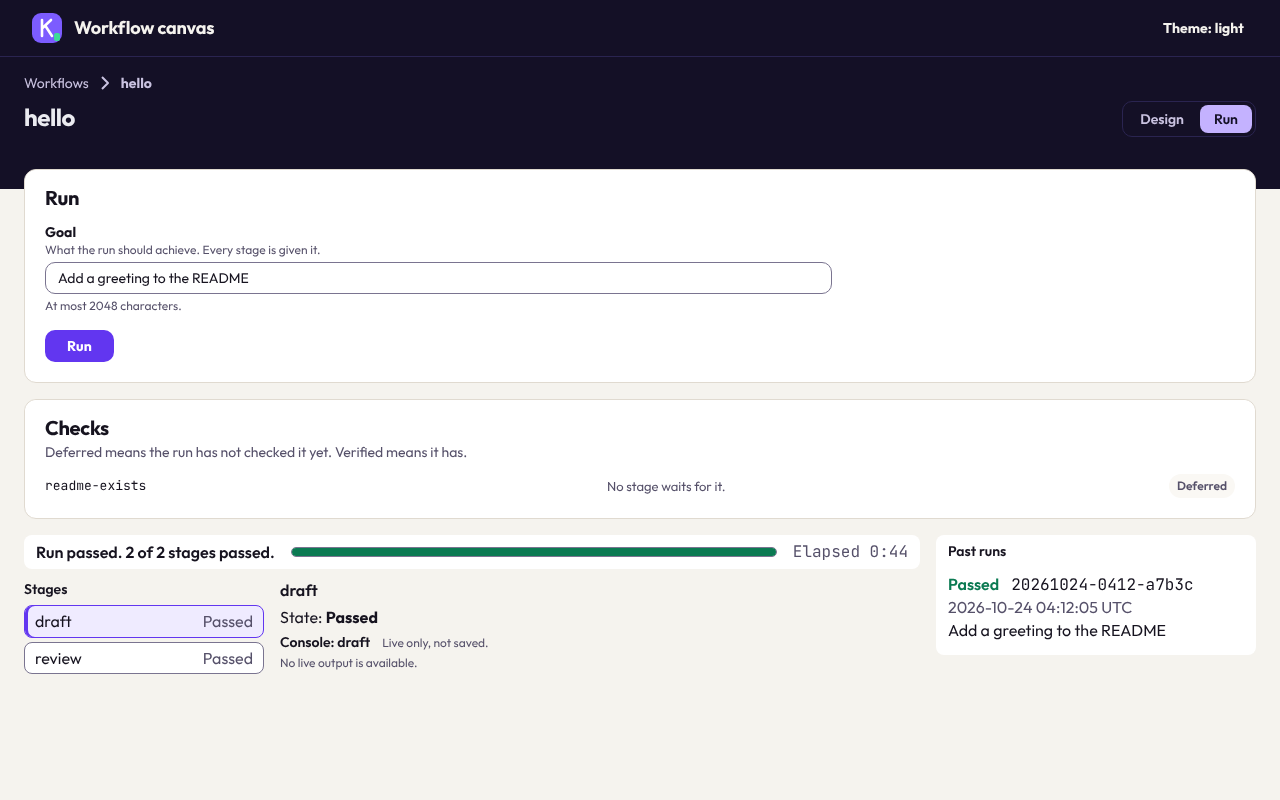 K
Workflow canvas
Theme: light
Workflows
hello
hello
Design
Run
Run
Goal
What the run should achieve. Every stage is given it.
Add a greeting to the README
At most 2048 characters.
Run
Checks
Deferred means the run has not checked it yet. Verified means it has.
readme-exists
No stage waits for it.
Deferred
Run passed. 2 of 2 stages passed.
Elapsed 0:44
Stages
draft Passed
review Passed
draft
State: Passed
Console: draft Live only, not saved.
No live output is available.
Past runs
Passed 20261024-0412-a7b3c
2026-10-24 04:12:05 UTC
Add a greeting to the README